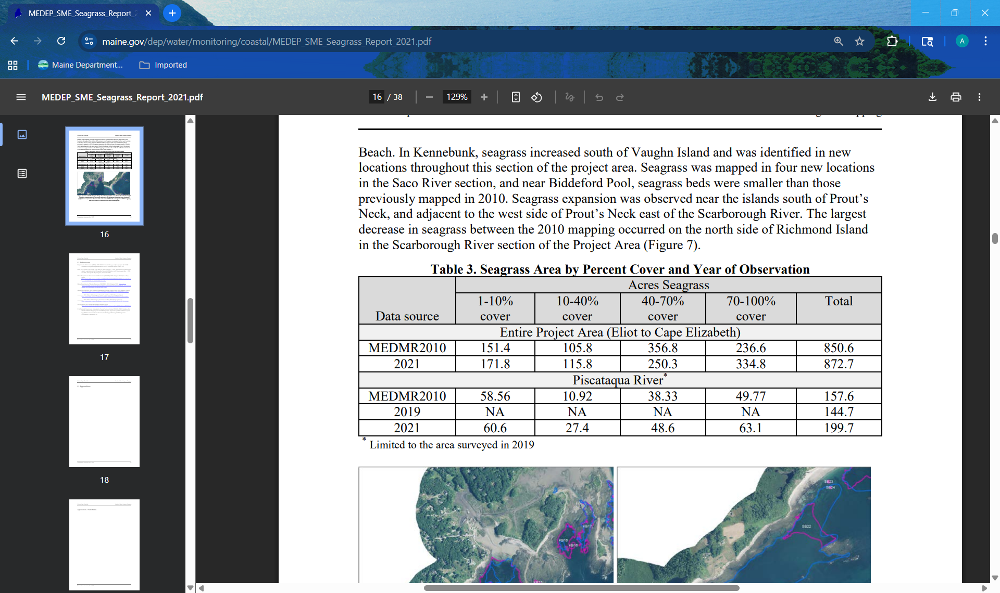 MEDEP_SME_Seagrass_Report_2
maine.gov/dep/water/monitoring/coastal/MEDEP_SME_Seagrass_Report_2021.pdf
A
Maine Department...
Imported
MEDEP_SME_Seagrass_Report_2021.pdf
16 / 38
129%
16
17
18
Beach. In Kennebunk, seagrass increased south of Vaughn Island and was identified in new
locations throughout this section of the project area. Seagrass was mapped in four new locations
in the Saco River section, and near Biddeford Pool, seagrass beds were smaller than those
previously mapped in 2010. Seagrass expansion was observed near the islands south of Prout's
Neck, and adjacent to the west side of Prout's Neck east of the Scarborough River. The largest
decrease in seagrass between the 2010 mapping occurred on the north side of Richmond Island
in the Scarborough River section of the Project Area (Figure 7).
Table 3. Seagrass Area by Percent Cover and Year of Observation
Acres Seagrass
Data source 1-10% cover 10-40% cover 40-70% cover 70-100% cover Total
Entire Project Area (Eliot to Cape Elizabeth)
MEDMR2010 151.4 105.8 356.8 236.6 850.6
2021 171.8 115.8 250.3 334.8 872.7
Piscataqua River*
MEDMR2010 58.56 10.92 38.33 49.77 157.6
2019 NA NA NA NA 144.7
2021 60.6 27.4 48.6 63.1 199.7
* Limited to the area surveyed in 2019
KB17
KB16
KB16
SB23
SB24
SB22